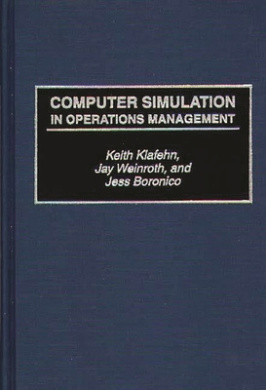 COMPUTER SIMULATION
IN OPERATIONS MANAGEMENT
Keith Klafehn,
Jay Weinroth, and
Jess Boronico